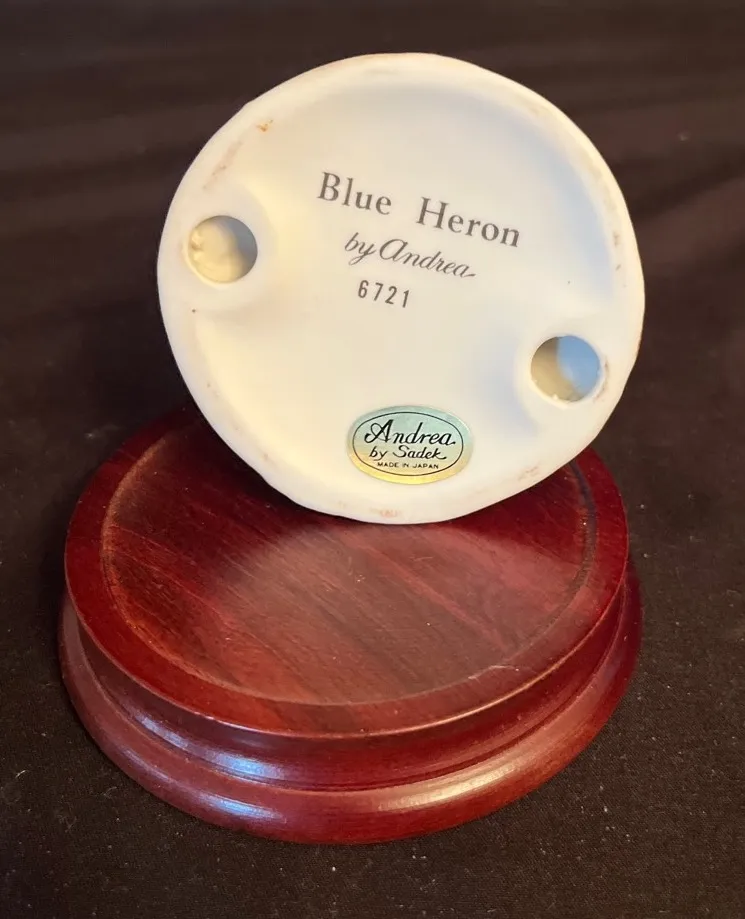 Blue Heron
by Andrea
6721
Andrea
by Sadek
MADE IN JAPAN